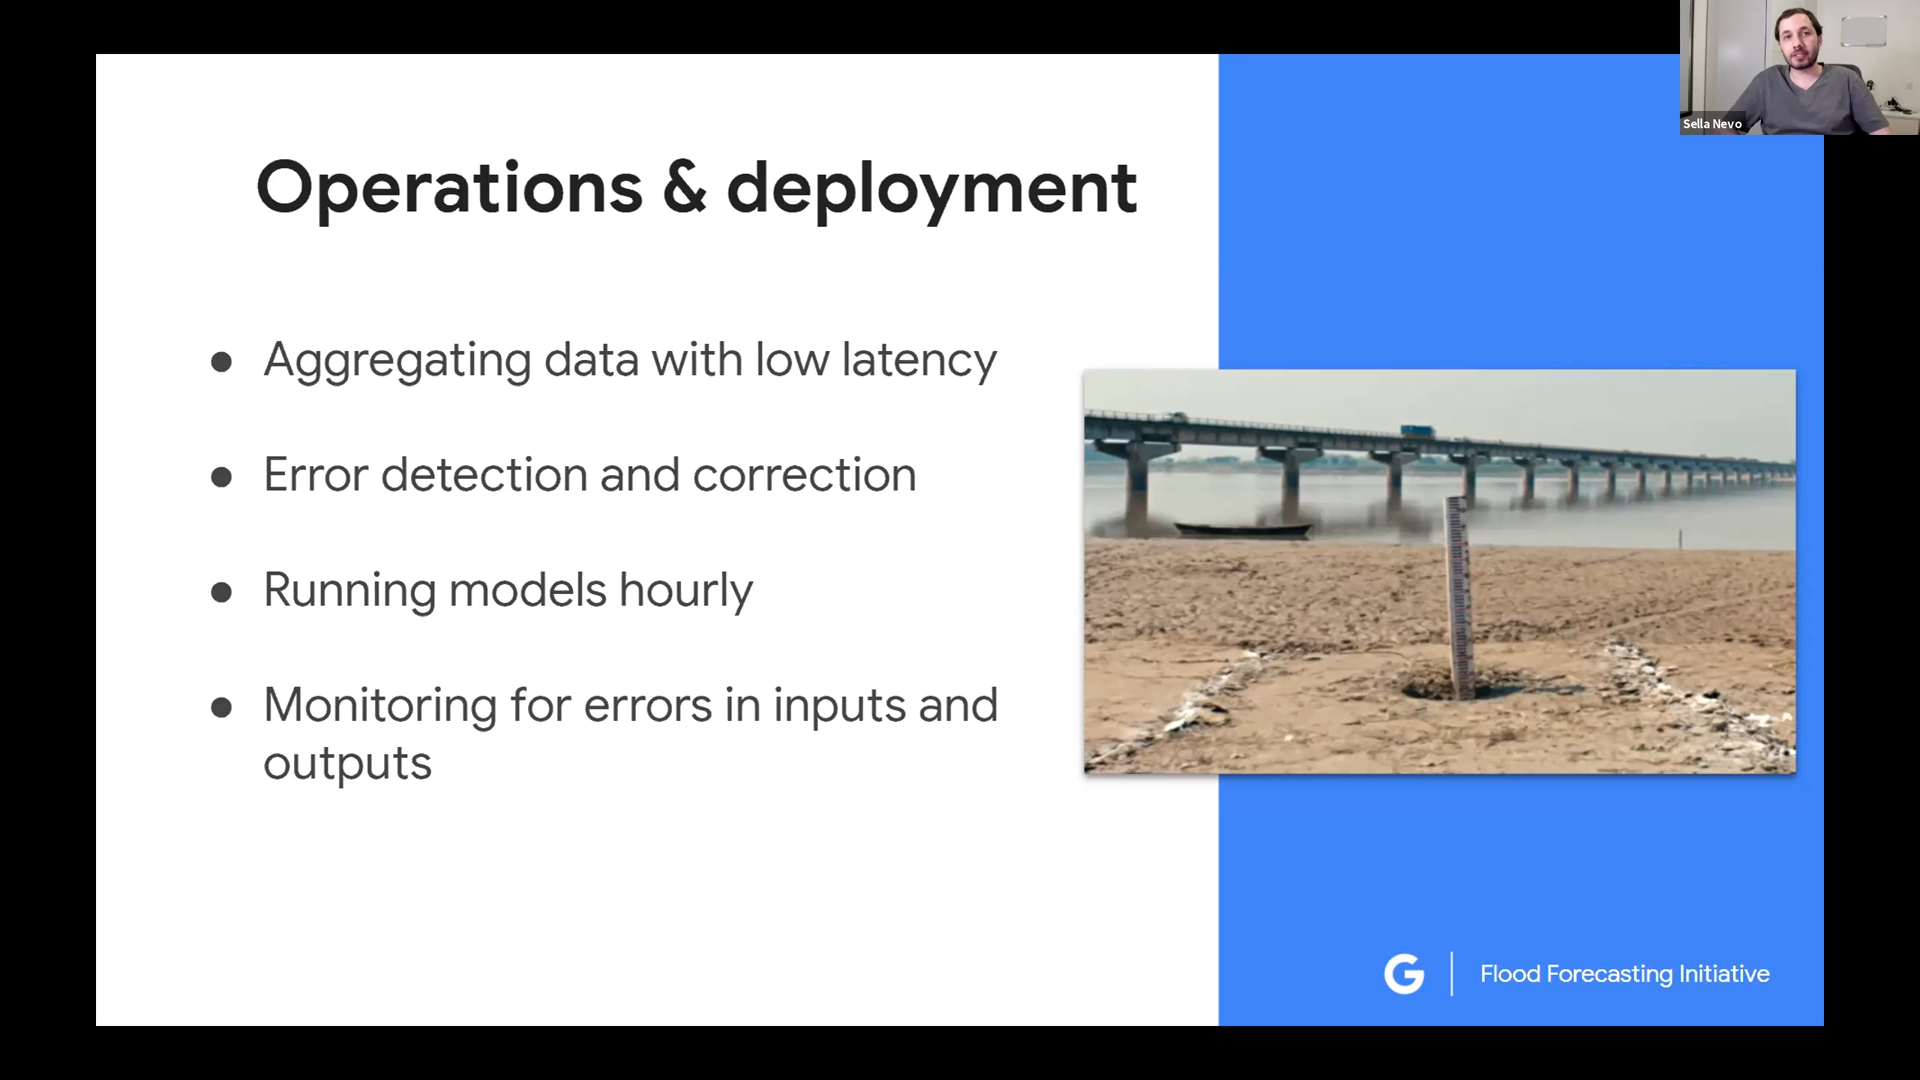 Sella Nevo
Operations & deployment
● Aggregating data with low latency
● Error detection and correction
● Running models hourly
● Monitoring for errors in inputs and
outputs
G | Flood Forecasting Initiative